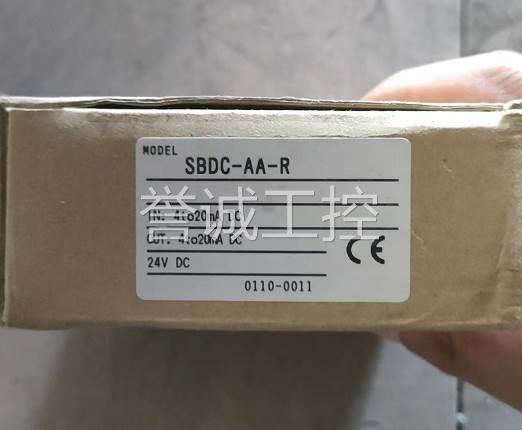 MODEL
SBDC-AA-R
IN: 4to20mA DC
OUT: 4to20mA DC
24V DC
0110-0011
CE
誉诚工控